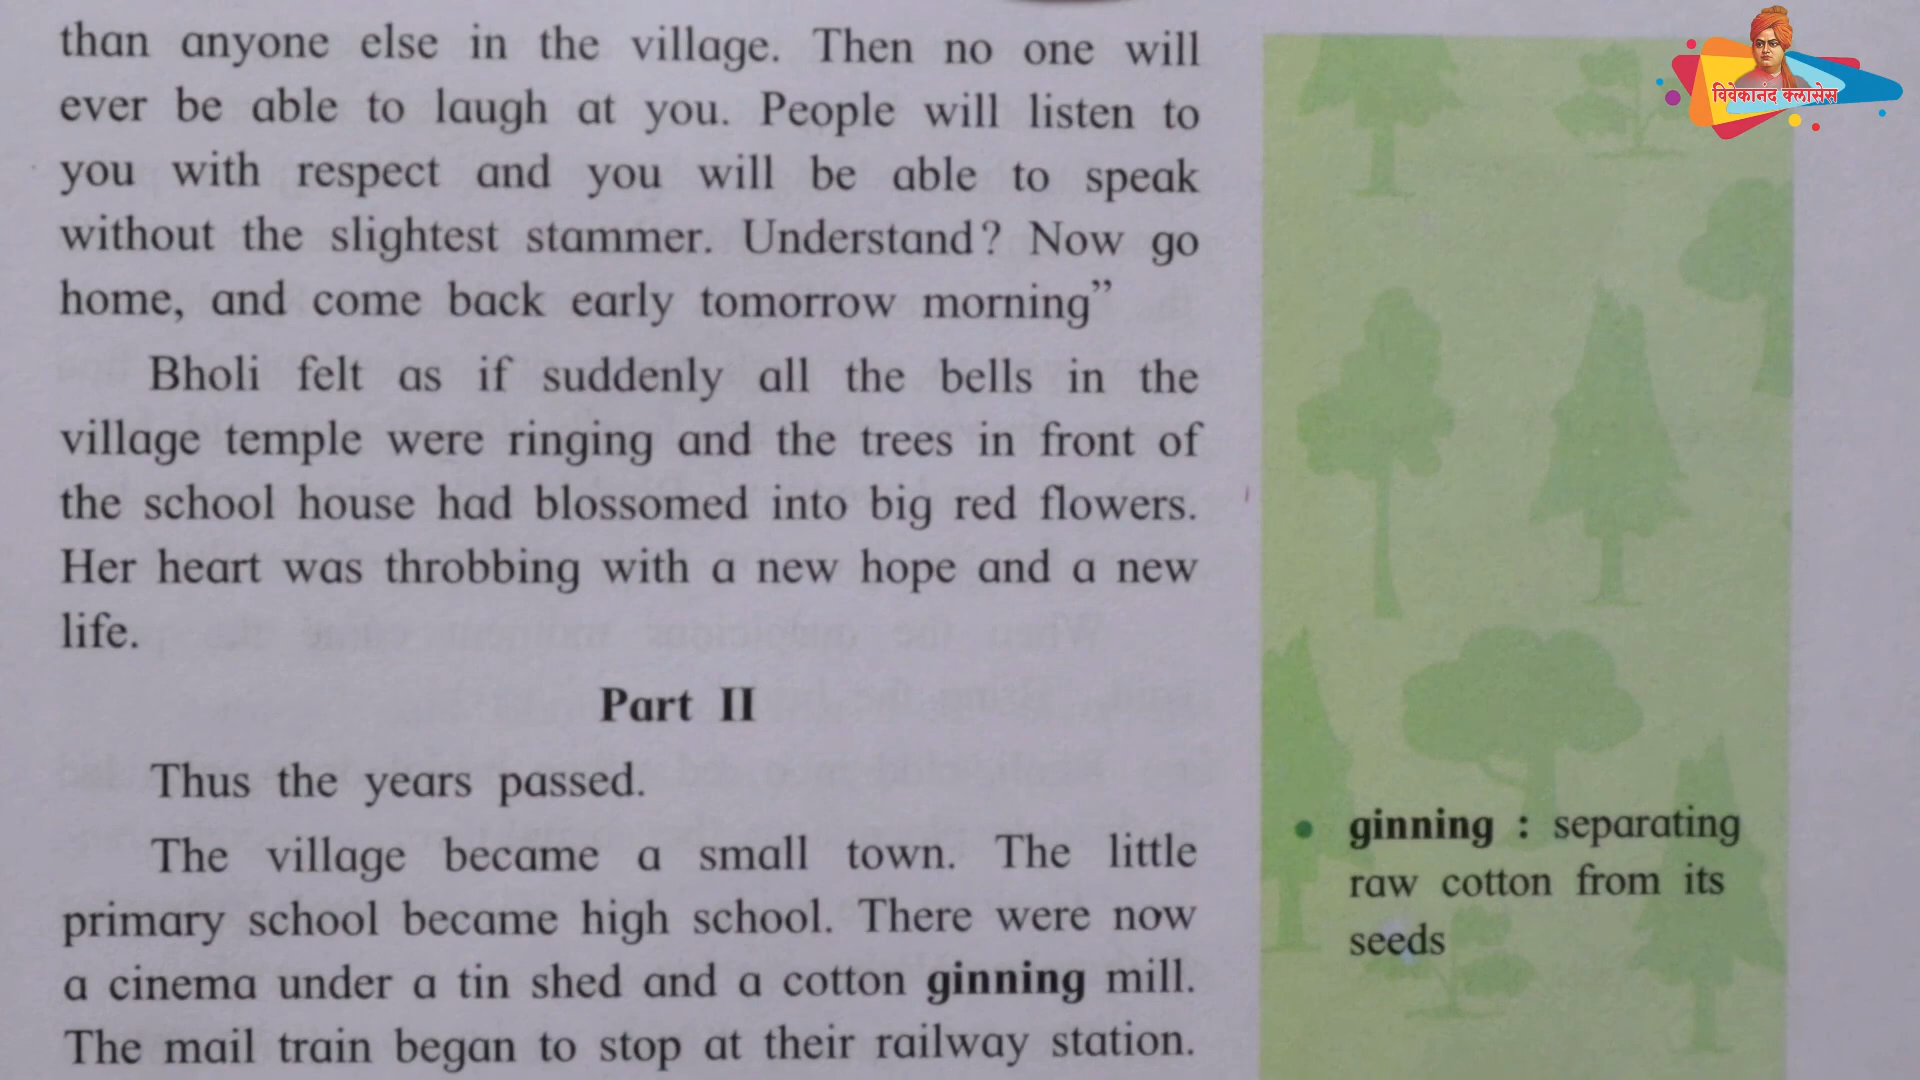 than anyone else in the village. Then no one will
ever be able to laugh at you. People will listen to
you with respect and you will be able to speak
without the slightest stammer. Understand? Now go
home, and come back early tomorrow morning”
Bholi felt as if suddenly all the bells in the
village temple were ringing and the trees in front of
the school house had blossomed into big red flowers.
Her heart was throbbing with a new hope and a new
life.
Part II
Thus the years passed.
The village became a small town. The little
primary school became high school. There were now
a cinema under a tin shed and a cotton ginning mill.
The mail train began to stop at their railway station.
• ginning : separating
raw cotton from its
seeds
विवेकानंद क्लासेस